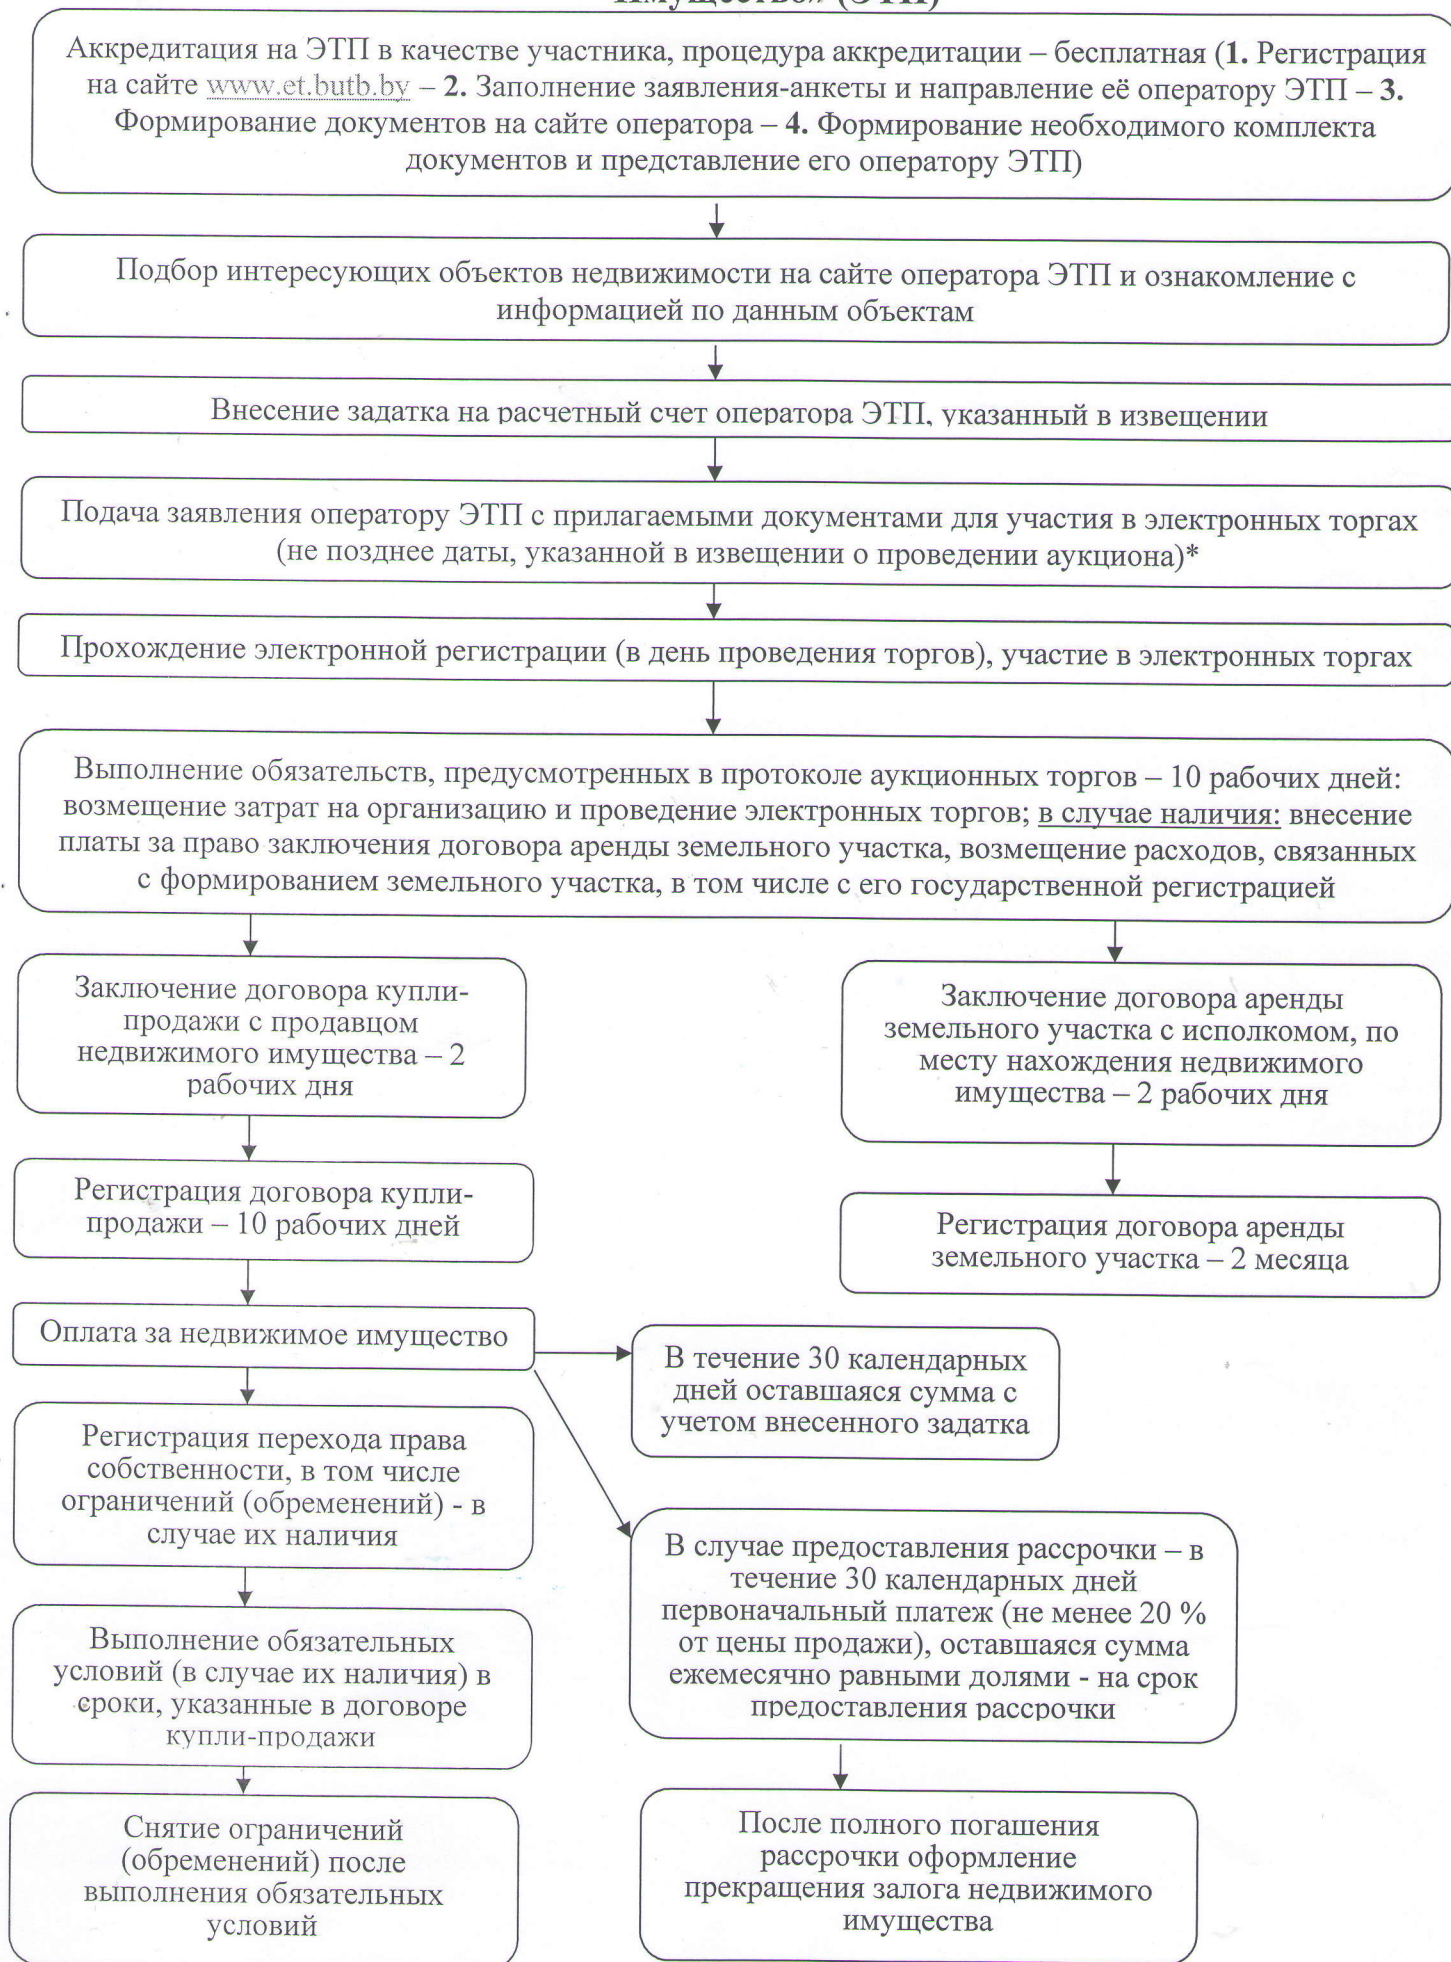 Имущество» (ЭТП)
Аккредитация на ЭТП в качестве участника, процедура аккредитации – бесплатная (1. Регистрация
на сайте www.et.butb.by – 2. Заполнение заявления-анкеты и направление её оператору ЭТП – 3.
Формирование документов на сайте оператора – 4. Формирование необходимого комплекта
документов и представление его оператору ЭТП)
Подбор интересующих объектов недвижимости на сайте оператора ЭТП и ознакомление с
информацией по данным объектам
Внесение задатка на расчетный счет оператора ЭТП, указанный в извещении
Подача заявления оператору ЭТП с прилагаемыми документами для участия в электронных торгах
(не позднее даты, указанной в извещении о проведении аукциона)*
Прохождение электронной регистрации (в день проведения торгов), участие в электронных торгах
Выполнение обязательств, предусмотренных в протоколе аукционных торгов – 10 рабочих дней:
возмещение затрат на организацию и проведение электронных торгов; в случае наличия: внесение
платы за право заключения договора аренды земельного участка, возмещение расходов, связанных
с формированием земельного участка, в том числе с его государственной регистрацией
Заключение договора купли-
продажи с продавцом
недвижимого имущества – 2
рабочих дня
Заключение договора аренды
земельного участка с исполкомом, по
месту нахождения недвижимого
имущества – 2 рабочих дня
Регистрация договора купли-
продажи – 10 рабочих дней
Регистрация договора аренды
земельного участка – 2 месяца
Оплата за недвижимое имущество
В течение 30 календарных
дней оставшаяся сумма с
учетом внесенного задатка
Регистрация перехода права
собственности, в том числе
ограничений (обременений) - в
случае их наличия
В случае предоставления рассрочки – в
течение 30 календарных дней
первоначальный платеж (не менее 20 %
от цены продажи), оставшаяся сумма
ежемесячно равными долями - на срок
предоставления рассрочки
Выполнение обязательных
условий (в случае их наличия) в
сроки, указанные в договоре
купли-продажи
Снятие ограничений
(обременений) после
выполнения обязательных
условий
После полного погашения
рассрочки оформление
прекращения залога недвижимого
имущества